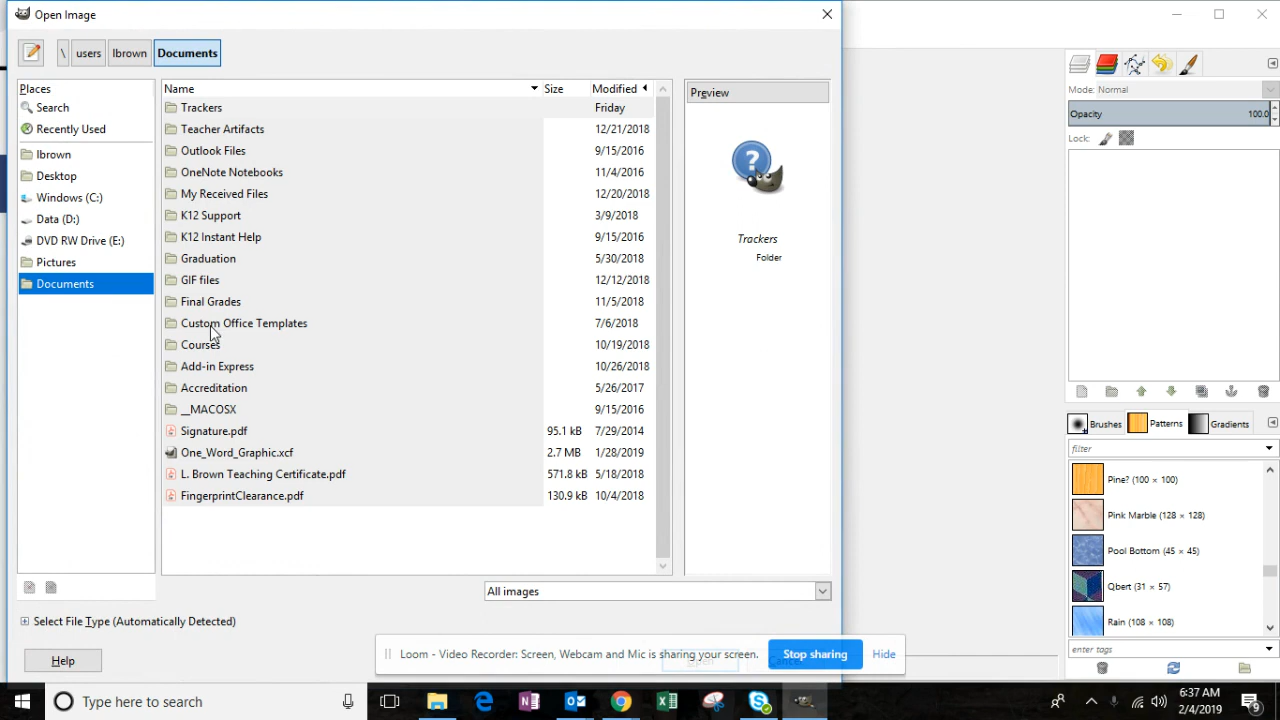 Open Image
\ users lbrown Documents
Places
Search
Recently Used
lbrown
Desktop
Windows (C:)
Data (D:)
DVD RW Drive (E:)
Pictures
Documents
Name Size Modified
Trackers Friday
Teacher Artifacts 12/21/2018
Outlook Files 9/15/2016
OneNote Notebooks 11/4/2016
My Received Files 12/20/2018
K12 Support 3/9/2018
K12 Instant Help 9/15/2016
Graduation 5/30/2018
GIF files 12/12/2018
Final Grades 11/5/2018
Custom Office Templates 7/6/2018
Courses 10/19/2018
Add-in Express 10/26/2018
Accreditation 5/26/2017
__MACOSX 9/15/2016
Signature.pdf 95.1 kB 7/29/2014
One_Word_Graphic.xcf 2.7 MB 1/28/2019
L. Brown Teaching Certificate.pdf 571.8 kB 5/18/2018
FingerprintClearance.pdf 130.9 kB 10/4/2018
Preview
Trackers
Folder
All images
Select File Type (Automatically Detected)
Help
Loom - Video Recorder: Screen, Webcam and Mic is sharing your screen. Stop sharing Hide
Mode: Normal
Opacity 100.0
Lock:
Brushes Patterns Gradients
filter
Pine? (100 × 100)
Pink Marble (128 × 128)
Pool Bottom (45 × 45)
Qbert (31 × 57)
Rain (108 × 108)
enter tags
Type here to search
6:37 AM
2/4/2019
9